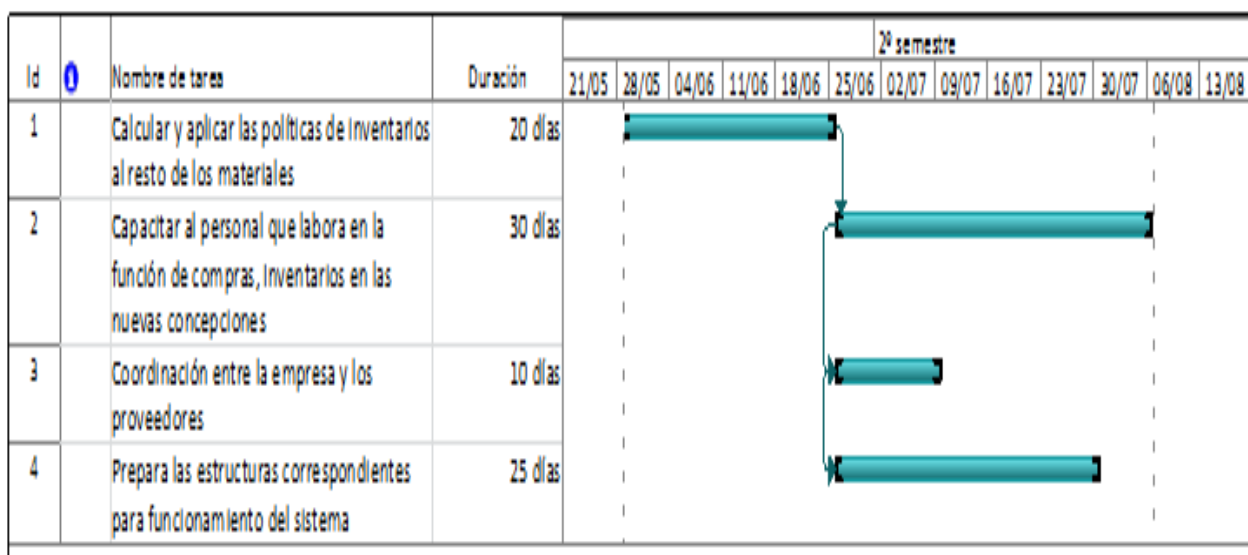 2º semestre
Id Nombre de tarea Duración 21/05 28/05 04/06 11/06 18/06 25/06 02/07 09/07 16/07 23/07 30/07 06/08 13/08
1 Calcular y aplicar las políticas de Inventarios 20 días
al resto de los materiales
2 Capacitar al personal que labora en la 30 días
función de compras, Inventarios en las
nuevas concepciones
3 Coordinación entre la empresa y los 10 días
proveedores
4 Prepara las estructuras correspondientes 25 días
para funcionamiento del sistema